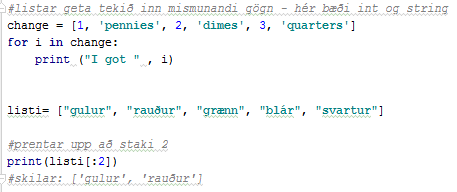 #listar geta tekið inn mismunandi gögn - hér bæði int og string
change = [1, 'pennies', 2, 'dimes', 3, 'quarters']
for i in change:
    print ("I got " , i)
listi= ["gulur", "rauður", "grænn", "blár", "svartur"]
#prentar upp að staki 2
print(listi[:2])
#skilar: ['gulur', 'rauður']